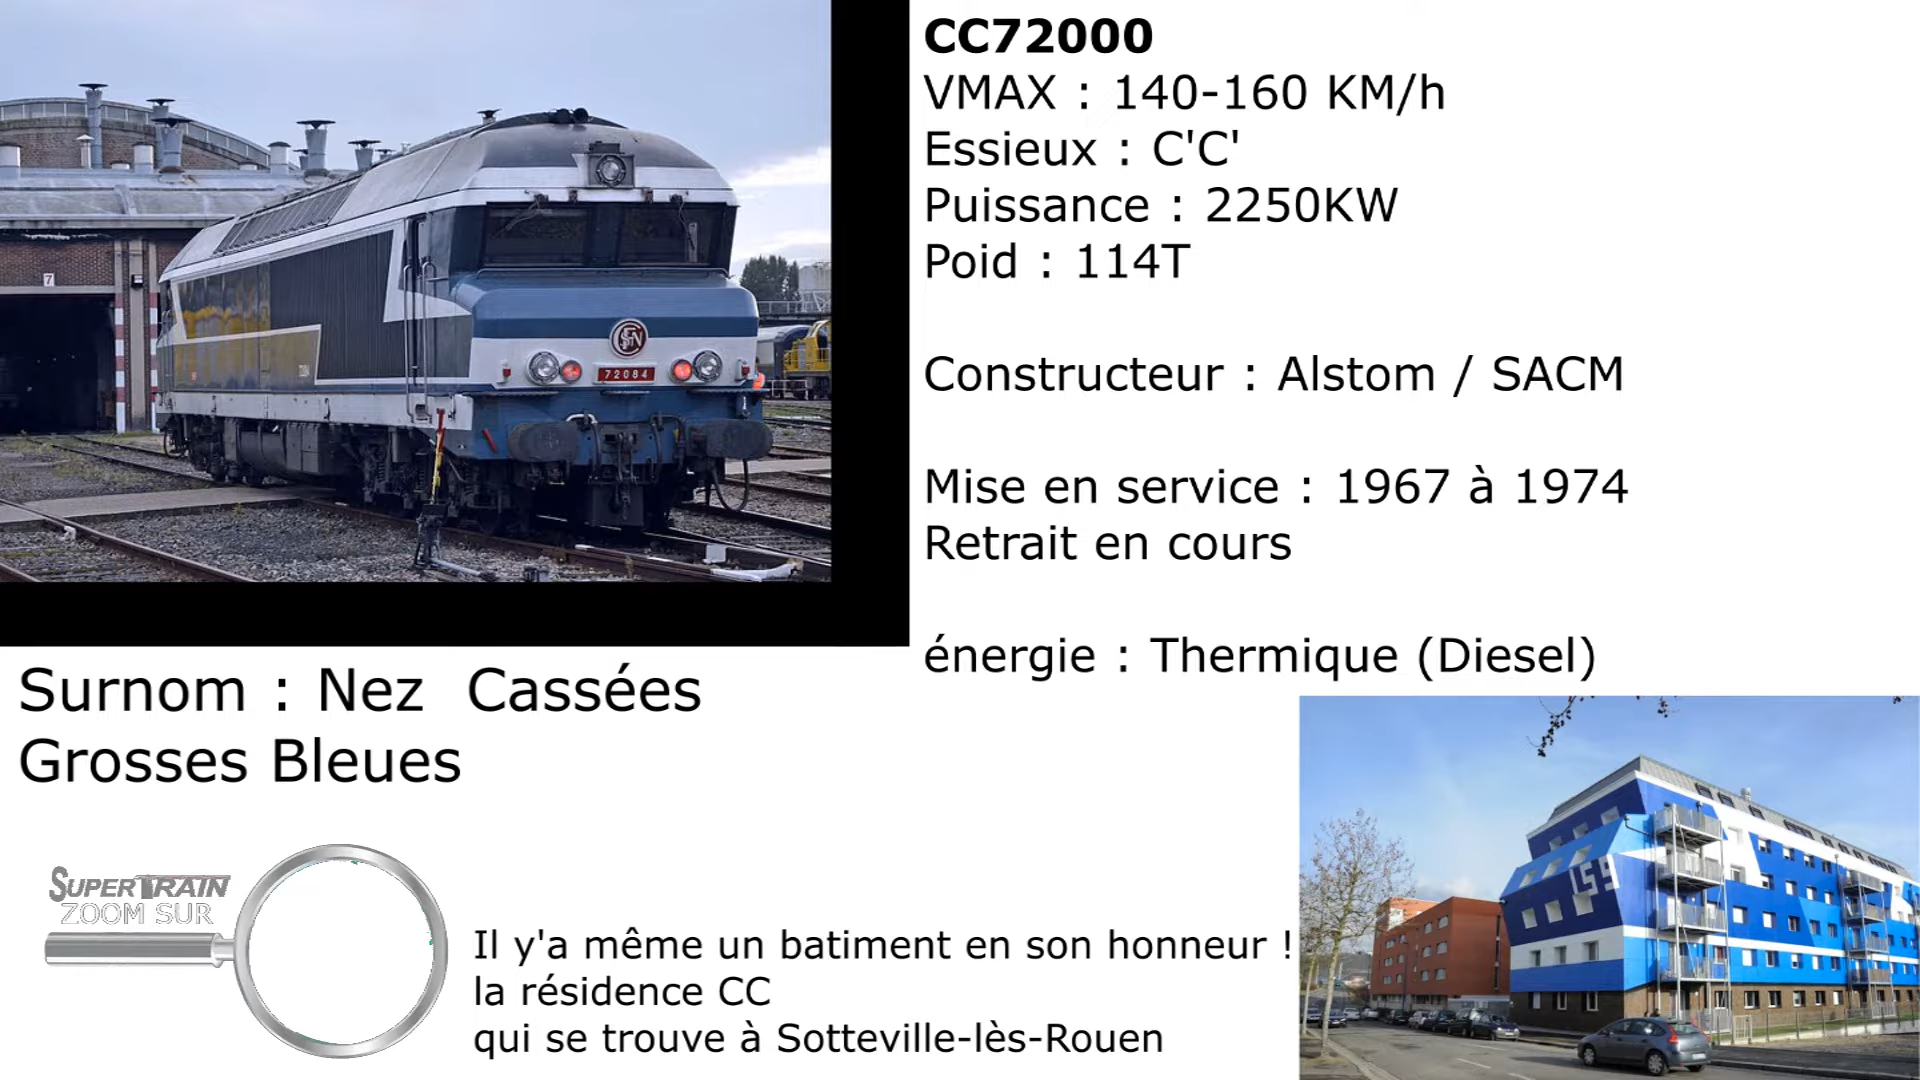 CC72000
VMAX : 140-160 KM/h
Essieux : C'C'
Puissance : 2250KW
Poid : 114T
Constructeur : Alstom / SACM
Mise en service : 1967 à 1974
Retrait en cours
énergie : Thermique (Diesel)
7
SNCF
72084
Surnom : Nez  Cassées
Grosses Bleues
SUPERTRAIN
ZOOM SUR
Il y'a même un batiment en son honneur !
la résidence CC
qui se trouve à Sotteville-lès-Rouen